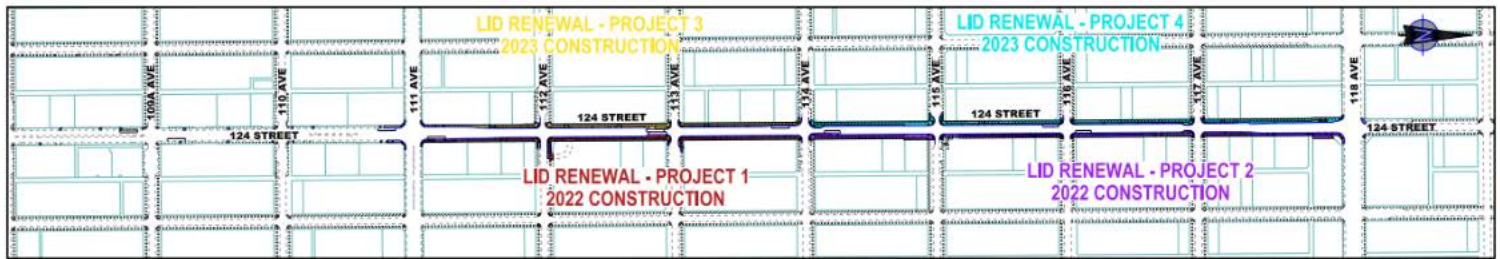 LID RENEWAL - PROJECT 3
2023 CONSTRUCTION
LID RENEWAL - PROJECT 4
2023 CONSTRUCTION
N
109A AVE
110 AVE
111 AVE
112 AVE
113 AVE
114 AVE
115 AVE
116 AVE
117 AVE
118 AVE
124 STREET
124 STREET
124 STREET
124 STREET
LID RENEWAL - PROJECT 1
2022 CONSTRUCTION
LID RENEWAL - PROJECT 2
2022 CONSTRUCTION